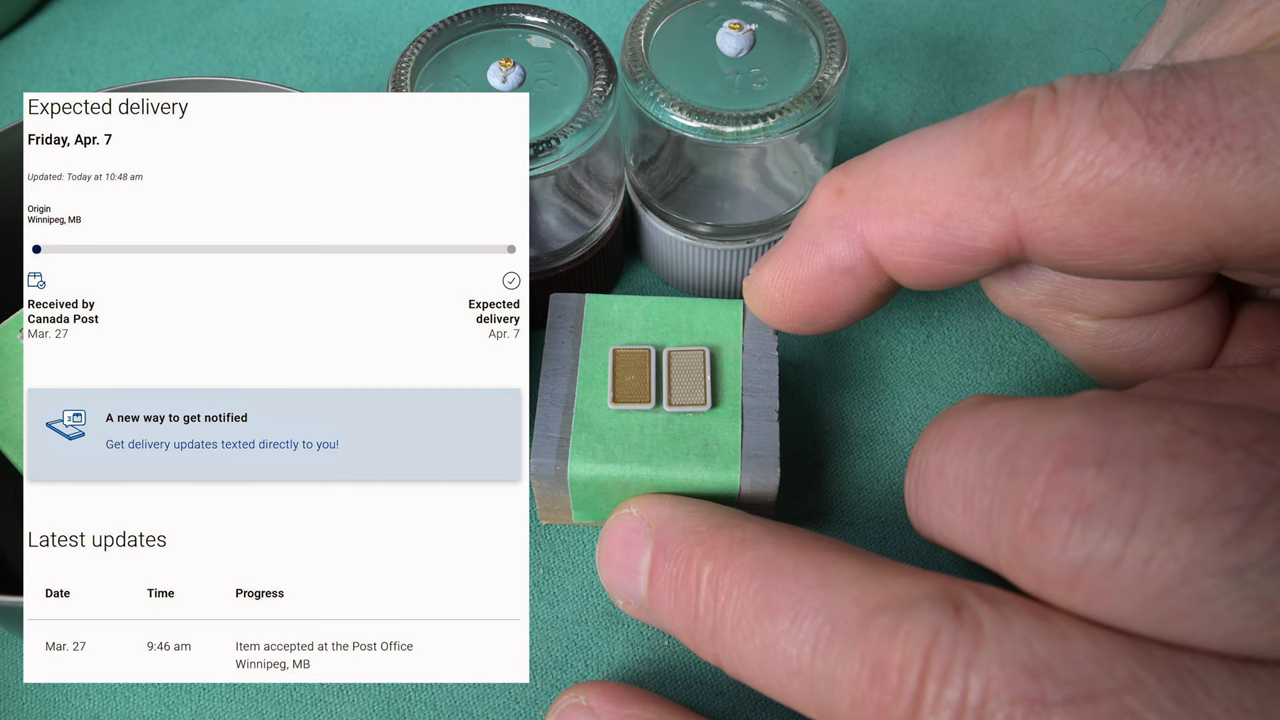 Expected delivery
Friday, Apr. 7
Updated: Today at 10:48 am
Origin
Winnipeg, MB
Received by
Canada Post
Mar. 27
Expected
delivery
Apr. 7
A new way to get notified
Get delivery updates texted directly to you!
Latest updates
Date Time Progress
Mar. 27 9:46 am Item accepted at the Post Office
Winnipeg, MB